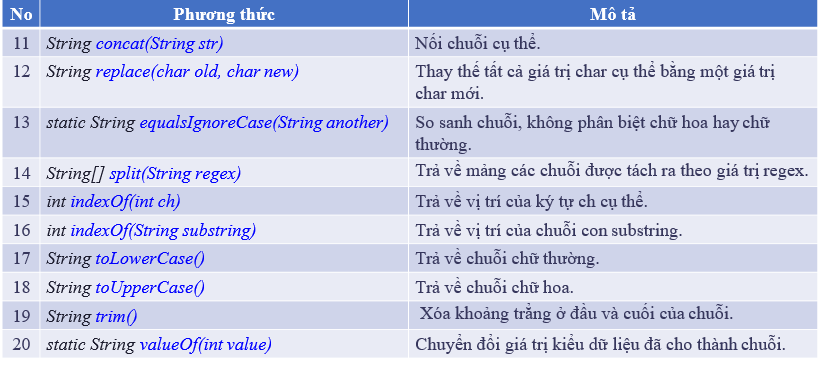 No Phương thức Mô tả
11 String concat(String str) Nối chuỗi cụ thể.
12 String replace(char old, char new) Thay thế tất cả giá trị char cụ thể bằng một giá trị
char mới.
13 static String equalsIgnoreCase(String another) So sanh chuỗi, không phân biệt chữ hoa hay chữ
thường.
14 String[] split(String regex) Trả về mảng các chuỗi được tách ra theo giá trị regex.
15 int indexOf(int ch) Trả về vị trí của ký tự ch cụ thể.
16 int indexOf(String substring) Trả về vị trí của chuỗi con substring.
17 String toLowerCase() Trả về chuỗi chữ thường.
18 String toUpperCase() Trả về chuỗi chữ hoa.
19 String trim() Xóa khoảng trắng ở đầu và cuối của chuỗi.
20 static String valueOf(int value) Chuyển đổi giá trị kiểu dữ liệu đã cho thành chuỗi.